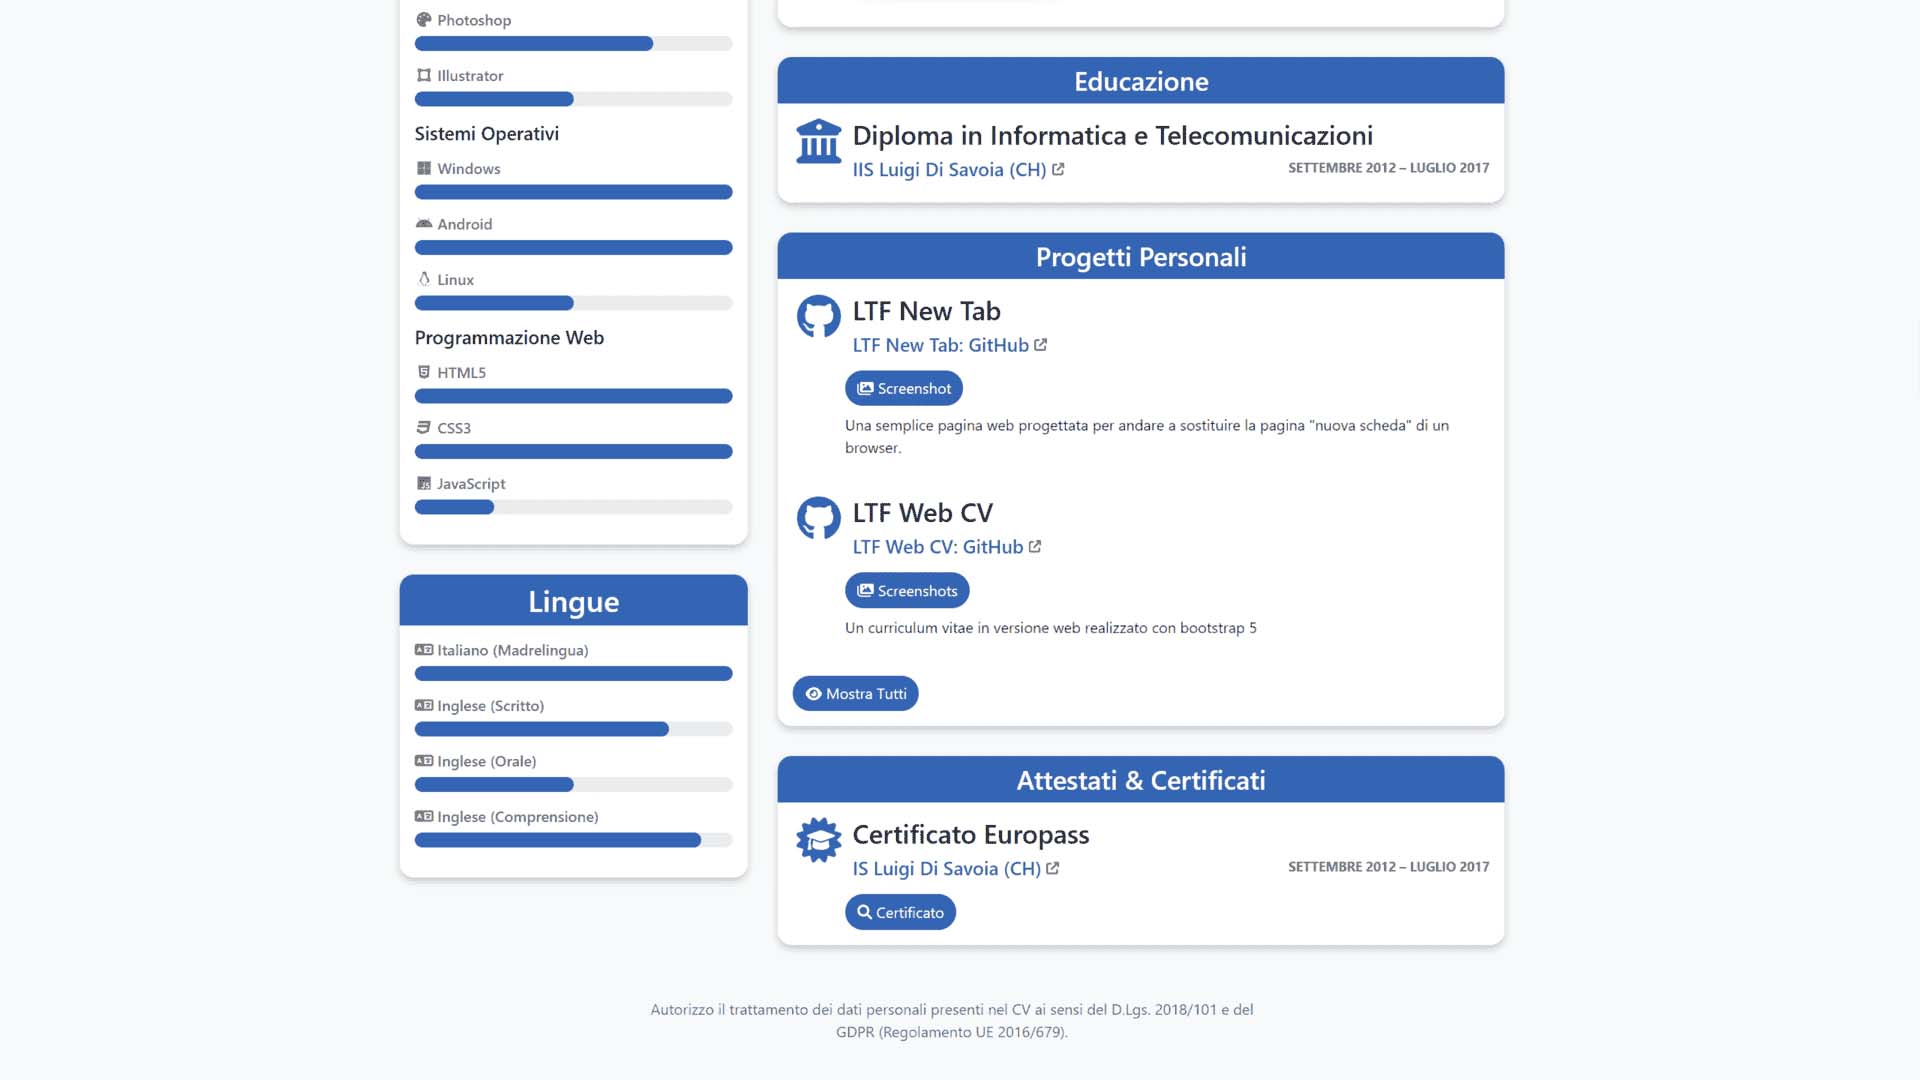 Photoshop
Illustrator
Sistemi Operativi
Windows
Android
Linux
Programmazione Web
HTML5
CSS3
JavaScript
Lingue
Italiano (Madrelingua)
Inglese (Scritto)
Inglese (Orale)
Inglese (Comprensione)
Educazione
Diploma in Informatica e Telecomunicazioni
IIS Luigi Di Savoia (CH)
SETTEMBRE 2012 – LUGLIO 2017
Progetti Personali
LTF New Tab
LTF New Tab: GitHub
Screenshot
Una semplice pagina web progettata per andare a sostituire la pagina "nuova scheda" di un
browser.
LTF Web CV
LTF Web CV: GitHub
Screenshots
Un curriculum vitae in versione web realizzato con bootstrap 5
Mostra Tutti
Attestati & Certificati
Certificato Europass
IS Luigi Di Savoia (CH)
SETTEMBRE 2012 – LUGLIO 2017
Certificato
Autorizzo il trattamento dei dati personali presenti nel CV ai sensi del D.Lgs. 2018/101 e del
GDPR (Regolamento UE 2016/679).